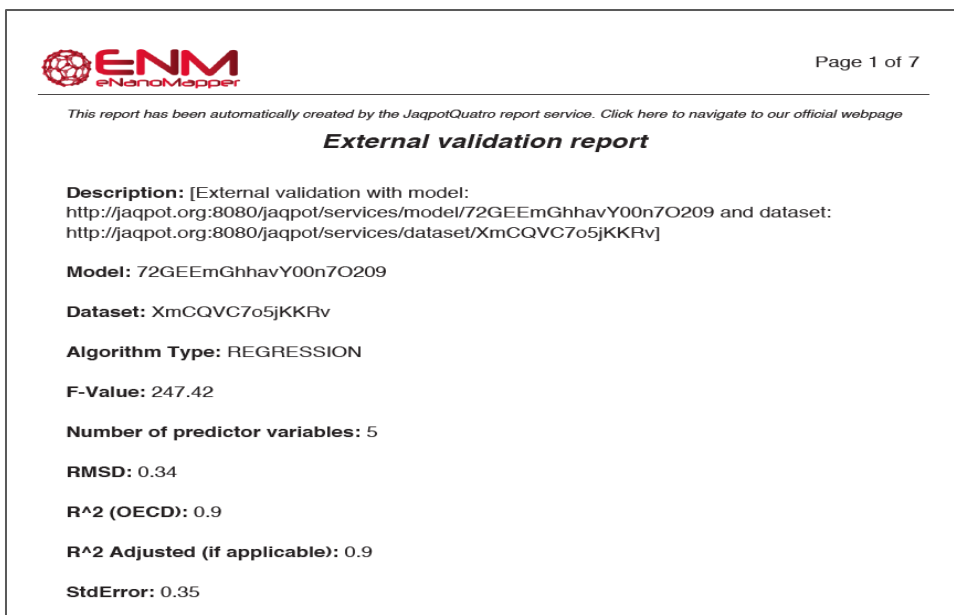 ENM
eNanoMapper
Page 1 of 7
This report has been automatically created by the JaqpotQuatro report service. Click here to navigate to our official webpage
External validation report
Description: [External validation with model:
http://jaqpot.org:8080/jaqpot/services/model/72GEEmGhhavY00n7O209 and dataset:
http://jaqpot.org:8080/jaqpot/services/dataset/XmCQVC7o5jKKRv]
Model: 72GEEmGhhavY00n7O209
Dataset: XmCQVC7o5jKKRv
Algorithm Type: REGRESSION
F-Value: 247.42
Number of predictor variables: 5
RMSD: 0.34
R^2 (OECD): 0.9
R^2 Adjusted (if applicable): 0.9
StdError: 0.35